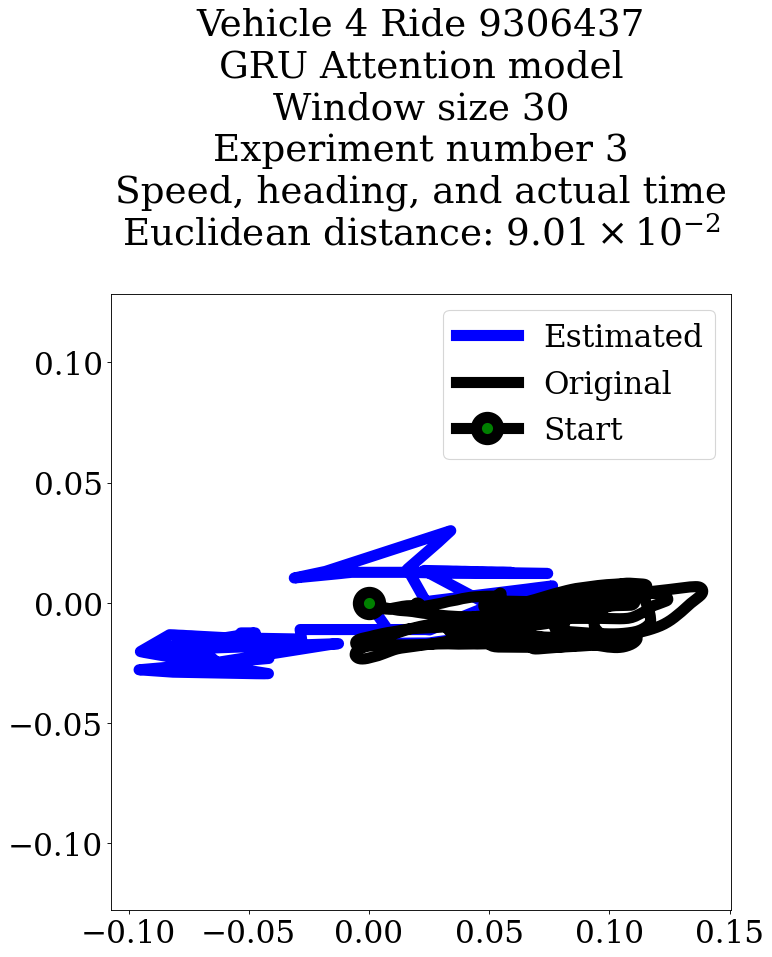 Vehicle 4 Ride 9306437
GRU Attention model
Window size 30
Experiment number 3
Speed, heading, and actual time
Euclidean distance: 9.01 × 10⁻²
Estimated
Original
Start
0.10
0.05
0.00
−0.05
−0.10
−0.10 −0.05 0.00 0.05 0.10 0.15